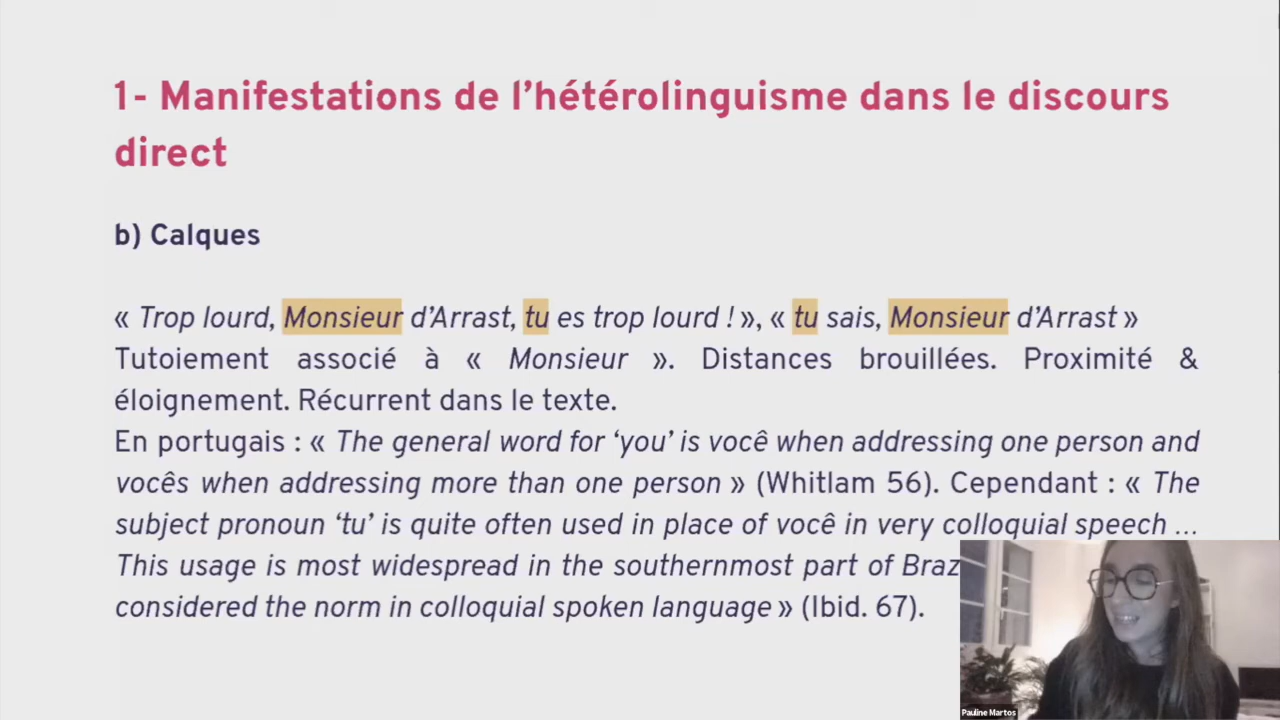 1- Manifestations de l’hétérolinguisme dans le discours
direct
b) Calques
« Trop lourd, Monsieur d’Arrast, tu es trop lourd ! », « tu sais, Monsieur d’Arrast »
Tutoiement associé à « Monsieur ». Distances brouillées. Proximité &
éloignement. Récurrent dans le texte.
En portugais : « The general word for ‘you’ is você when addressing one person and
vocês when addressing more than one person » (Whitlam 56). Cependant : « The
subject pronoun ‘tu’ is quite often used in place of você in very colloquial speech ...
This usage is most widespread in the southernmost part of
considered the norm in colloquial spoken language » (Ibid. 67).
Pauline Martos